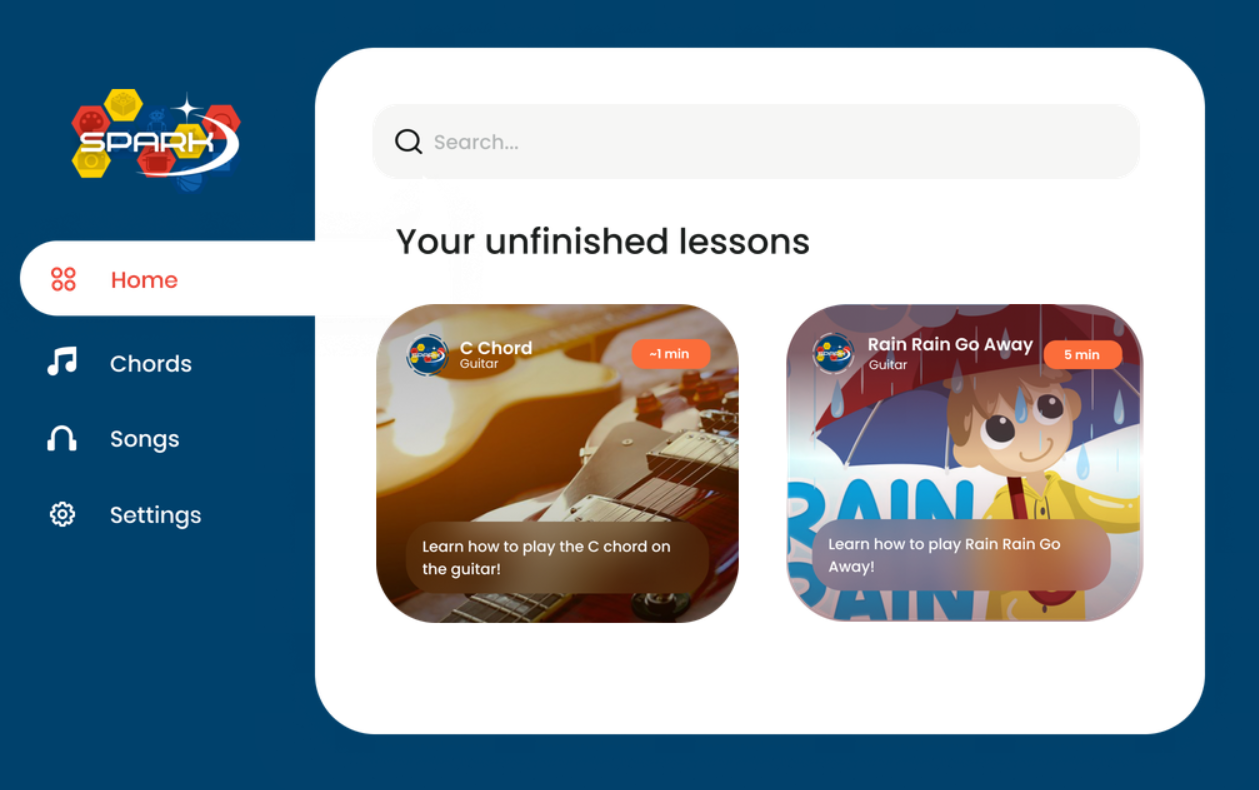 SPARK
Search...
Your unfinished lessons
Home
Chords
Songs
Settings
SPARK
C Chord
Guitar
~1 min
Learn how to play the C chord on
the guitar!
SPARK
Rain Rain Go Away
Guitar
5 min
RAIN
RAIN
Learn how to play Rain Rain Go
Away!